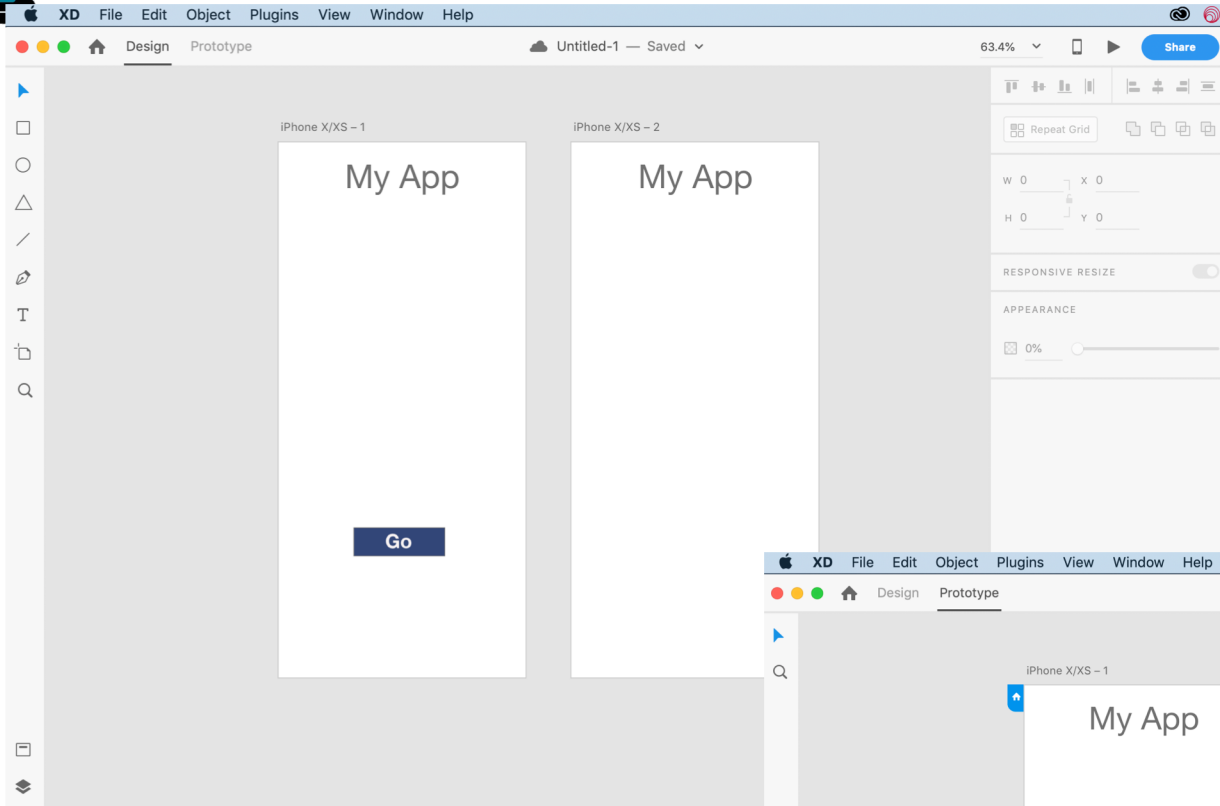 XD File Edit Object Plugins View Window Help
Design Prototype Untitled-1 — Saved 63.4% Share
iPhone X/XS – 1 iPhone X/XS – 2
My App My App
Go
Repeat Grid
W 0 X 0
H 0 Y 0
RESPONSIVE RESIZE
APPEARANCE
0%
T
XD File Edit Object Plugins View Window Help
Design Prototype
iPhone X/XS – 1
My App